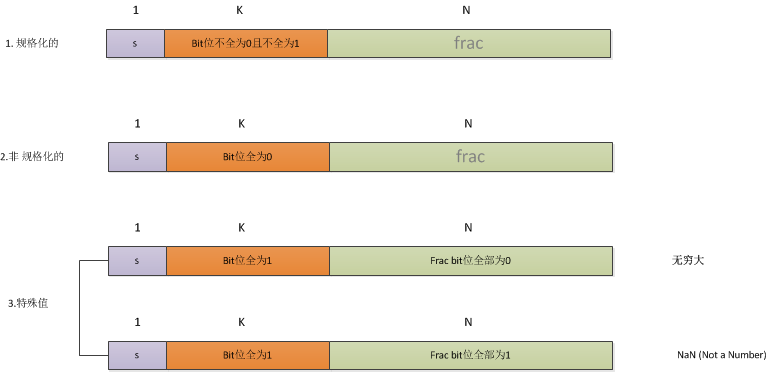 1 K N
1. 规格化的 s Bit位不全为0且不全为1 frac
1 K N
2.非 规格化的 s Bit位全为0 frac
1 K N
s Bit位全为1 Frac bit位全部为0 无穷大
3.特殊值
1 K N
s Bit位全为1 Frac bit位全部为1 NaN (Not a Number)